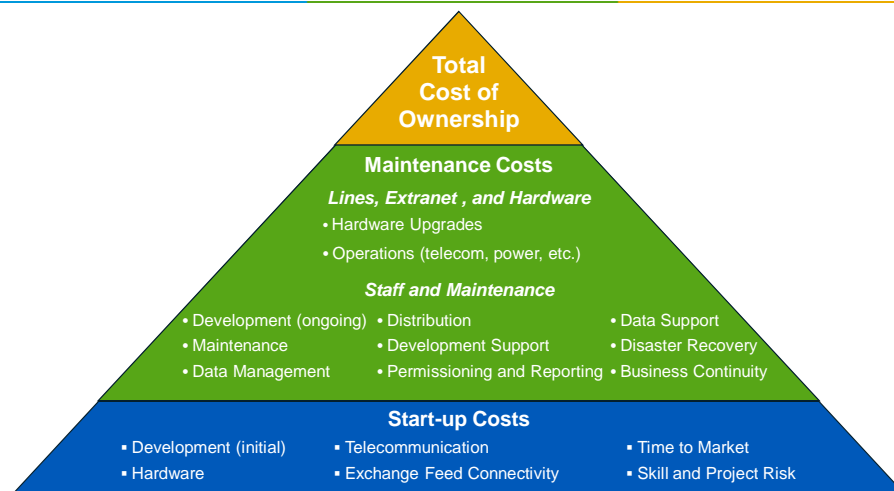 Total
Cost of
Ownership
Maintenance Costs
Lines, Extranet , and Hardware
• Hardware Upgrades
• Operations (telecom, power, etc.)
Staff and Maintenance
• Development (ongoing) • Distribution • Data Support
• Maintenance • Development Support • Disaster Recovery
• Data Management • Permissioning and Reporting • Business Continuity
Start-up Costs
▪ Development (initial) ▪ Telecommunication ▪ Time to Market
▪ Hardware ▪ Exchange Feed Connectivity ▪ Skill and Project Risk